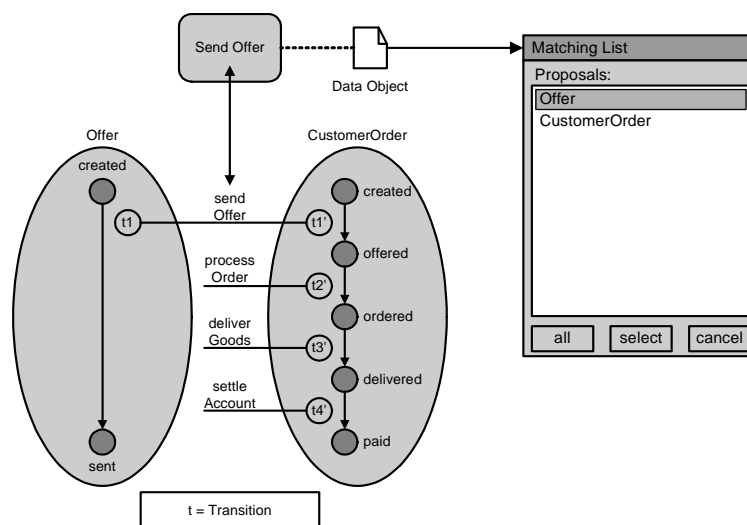 Send Offer
Data Object
Matching List
Proposals:
Offer
CustomerOrder
all
select
cancel
Offer
CustomerOrder
created
created
send
Offer
t1
t1'
offered
process
Order
t2'
ordered
deliver
Goods
t3'
delivered
settle
Account
t4'
sent
paid
t = Transition